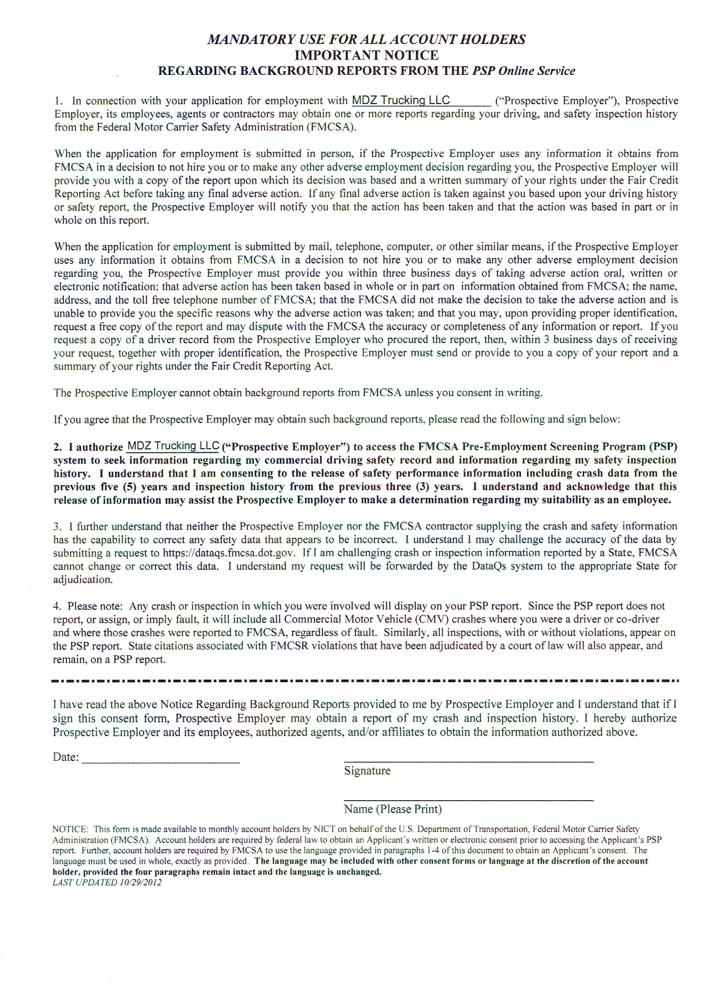 MANDATORY USE FOR ALL ACCOUNT HOLDERS
IMPORTANT NOTICE
REGARDING BACKGROUND REPORTS FROM THE PSP Online Service
1. In connection with your application for employment with MDZ Trucking LLC ("Prospective Employer"), Prospective
Employer, its employees, agents or contractors may obtain one or more reports regarding your driving, and safety inspection history
from the Federal Motor Carrier Safety Administration (FMCSA).
When the application for employment is submitted in person, if the Prospective Employer uses any information it obtains from
FMCSA in a decision to not hire you or to make any other adverse employment decision regarding you, the Prospective Employer will
provide you with a copy of the report upon which its decision was based and a written summary of your rights under the Fair Credit
Reporting Act before taking any final adverse action. If any final adverse action is taken against you based upon your driving history
or safety report, the Prospective Employer will notify you that the action has been taken and that the action was based in part or in
whole on this report.
When the application for employment is submitted by mail, telephone, computer, or other similar means, if the Prospective Employer
uses any information it obtains from FMCSA in a decision to not hire you or to make any other adverse employment decision
regarding you, the Prospective Employer must provide you within three business days of taking adverse action oral, written or
electronic notification: that adverse action has been taken based in whole or in part on information obtained from FMCSA; the name,
address, and the toll free telephone number of FMCSA; that the FMCSA did not make the decision to take the adverse action and is
unable to provide you the specific reasons why the adverse action was taken; and that you may, upon providing proper identification,
request a free copy of the report and may dispute with the FMCSA the accuracy or completeness of any information or report. If you
request a copy of a driver record from the Prospective Employer who procured the report, then, within 3 business days of receiving
your request, together with proper identification, the Prospective Employer must send or provide to you a copy of your report and a
summary of your rights under the Fair Credit Reporting Act.
The Prospective Employer cannot obtain background reports from FMCSA unless you consent in writing.
If you agree that the Prospective Employer may obtain such background reports, please read the following and sign below:
2. I authorize MDZ Trucking LLC ("Prospective Employer") to access the FMCSA Pre-Employment Screening Program (PSP)
system to seek information regarding my commercial driving safety record and information regarding my safety inspection
history. I understand that I am consenting to the release of safety performance information including crash data from the
previous five (5) years and inspection history from the previous three (3) years. I understand and acknowledge that this
release of information may assist the Prospective Employer to make a determination regarding my suitability as an employee.
3. I further understand that neither the Prospective Employer nor the FMCSA contractor supplying the crash and safety information
has the capability to correct any safety data that appears to be incorrect. I understand I may challenge the accuracy of the data by
submitting a request to https://dataqs.fmcsa.dot.gov. If I am challenging crash or inspection information reported by a State, FMCSA
cannot change or correct this data. I understand my request will be forwarded by the DataQs system to the appropriate State for
adjudication.
4. Please note: Any crash or inspection in which you were involved will display on your PSP report. Since the PSP report does not
report, or assign, or imply fault, it will include all Commercial Motor Vehicle (CMV) crashes where you were a driver or co-driver
and where those crashes were reported to FMCSA, regardless of fault. Similarly, all inspections, with or without violations, appear on
the PSP report. State citations associated with FMCSR violations that have been adjudicated by a court of law will also appear, and
remain, on a PSP report.
I have read the above Notice Regarding Background Reports provided to me by Prospective Employer and I understand that if I
sign this consent form, Prospective Employer may obtain a report of my crash and inspection history. I hereby authorize
Prospective Employer and its employees, authorized agents, and/or affiliates to obtain the information authorized above.
Date:
Signature
Name (Please Print)
NOTICE: This form is made available to monthly account holders by NICT on behalf of the U.S. Department of Transportation, Federal Motor Carrier Safety
Administration (FMCSA). Account holders are required by federal law to obtain an Applicant's written or electronic consent prior to accessing the Applicant's PSP
report. Further, account holders are required by FMCSA to use the language provided in paragraphs 1-4 of this document to obtain an Applicant's consent. The
language must be used in whole, exactly as provided. The language may be included with other consent forms or language at the discretion of the account
holder, provided the four paragraphs remain intact and the language is unchanged.
LAST UPDATED 10/29/2012